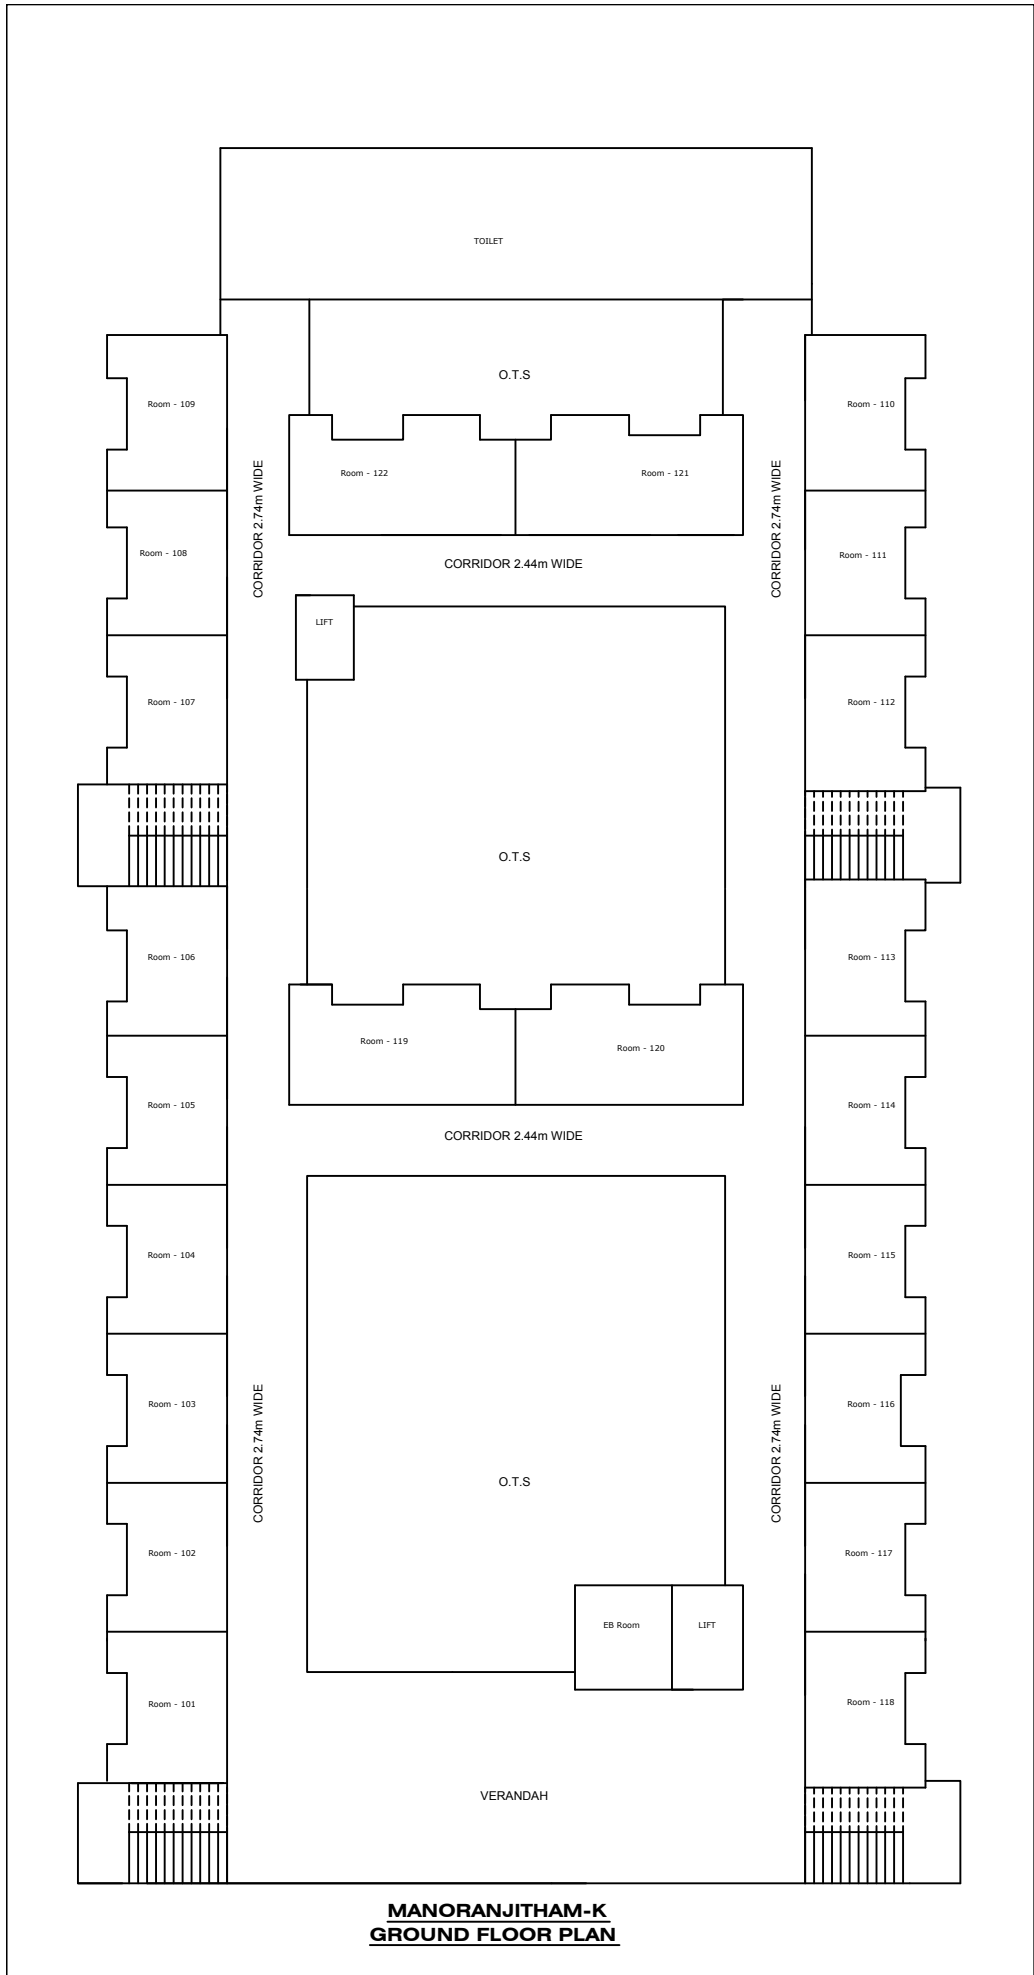 TOILET
O.T.S
Room - 109
Room - 110
CORRIDOR 2.74m WIDE
Room - 122
Room - 121
CORRIDOR 2.74m WIDE
Room - 108
Room - 111
CORRIDOR 2.44m WIDE
LIFT
Room - 107
Room - 112
O.T.S
Room - 106
Room - 113
Room - 119
Room - 120
Room - 105
Room - 114
CORRIDOR 2.44m WIDE
Room - 104
Room - 115
Room - 103
Room - 116
CORRIDOR 2.74m WIDE
CORRIDOR 2.74m WIDE
O.T.S
Room - 102
Room - 117
EB Room
LIFT
Room - 101
Room - 118
VERANDAH
MANORANJITHAM-K
GROUND FLOOR PLAN